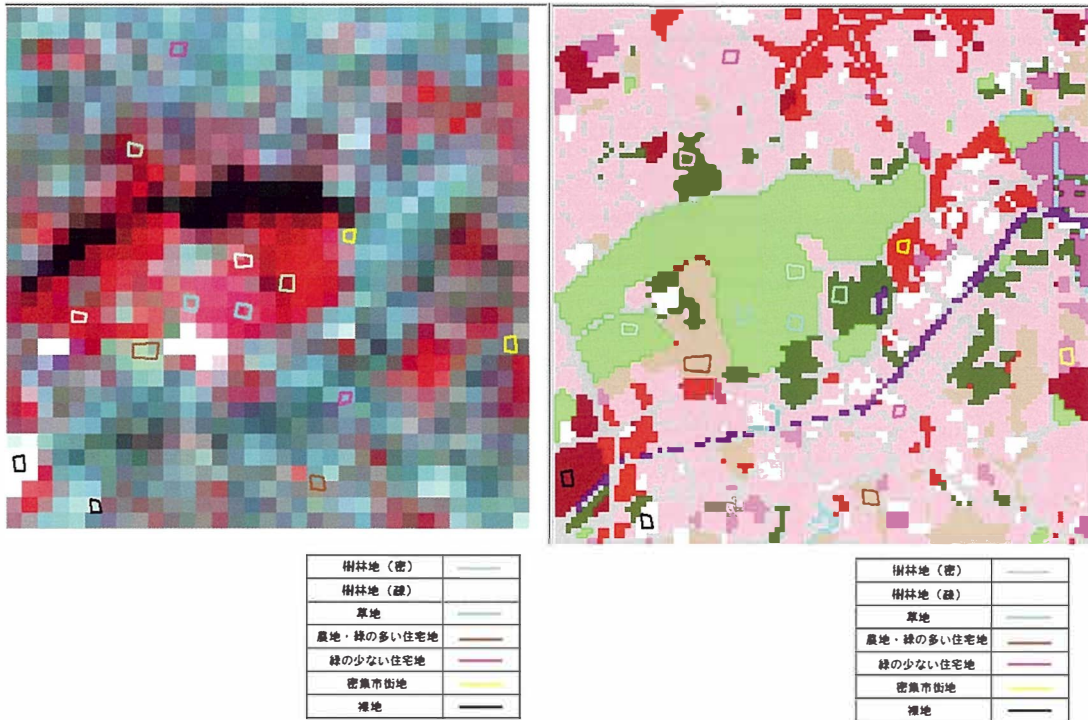 樹林地（密）
樹林地（疎）
草地
農地・緑の多い住宅地
緑の少ない住宅地
密集市街地
裸地
樹林地（密）
樹林地（疎）
草地
農地・緑の多い住宅地
緑の少ない住宅地
密集市街地
裸地